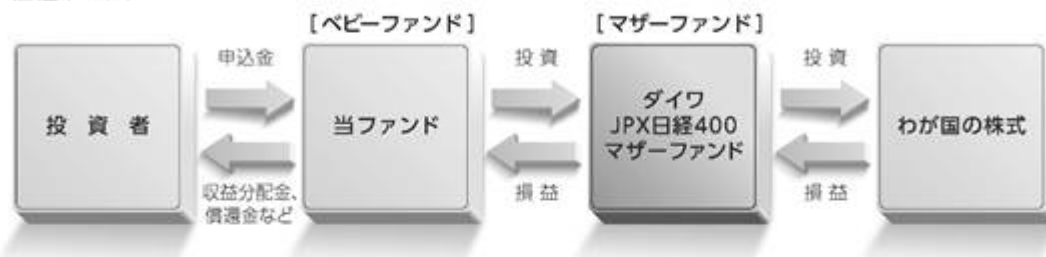 [ベビーファンド]
[マザーファンド]
申込金
投資
投資
投資者
当ファンド
ダイワ
JPX日経400
マザーファンド
わが国の株式
収益分配金、
償還金など
損益
損益